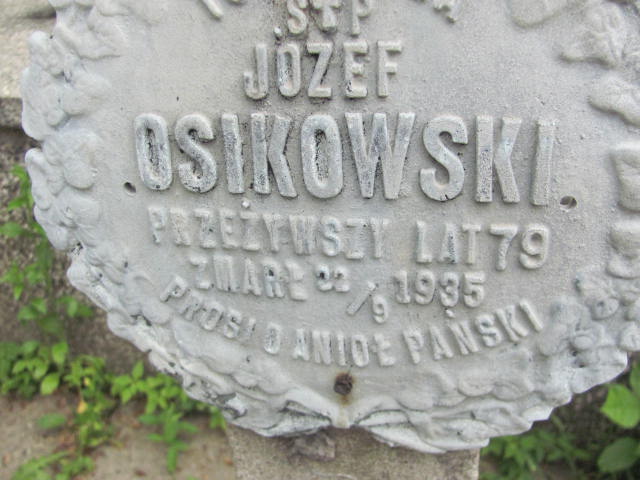 Ś✝P
JÓZEF
OSIKOWSKI
PRZEŻYWSZY LAT 79
ZMARŁ 22/9 1935
PROSI O ANIOŁ PAŃSKI